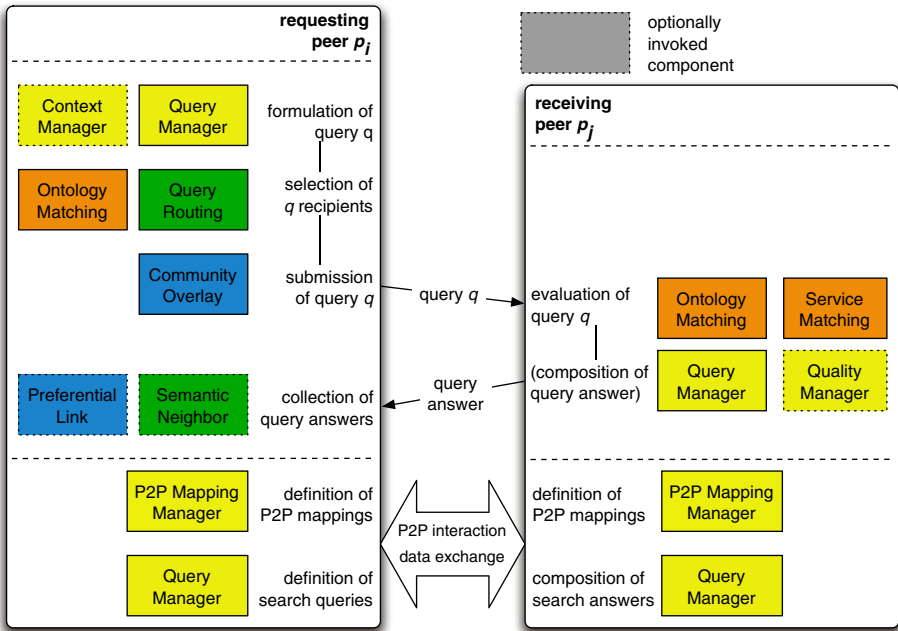 requesting
peer pi
optionally
invoked
component
Context
Manager
Query
Manager
formulation of
query q
Ontology
Matching
Query
Routing
selection of
q recipients
Community
Overlay
submission
of query q
query q
Preferential
Link
Semantic
Neighbor
collection of
query answers
query
answer
P2P Mapping
Manager
definition of
P2P mappings
Query
Manager
definition of
search queries
P2P interaction
data exchange
receiving
peer pj
evaluation of
query q
Ontology
Matching
Service
Matching
(composition of
query answer)
Query
Manager
Quality
Manager
definition of
P2P mappings
P2P Mapping
Manager
composition of
search answers
Query
Manager